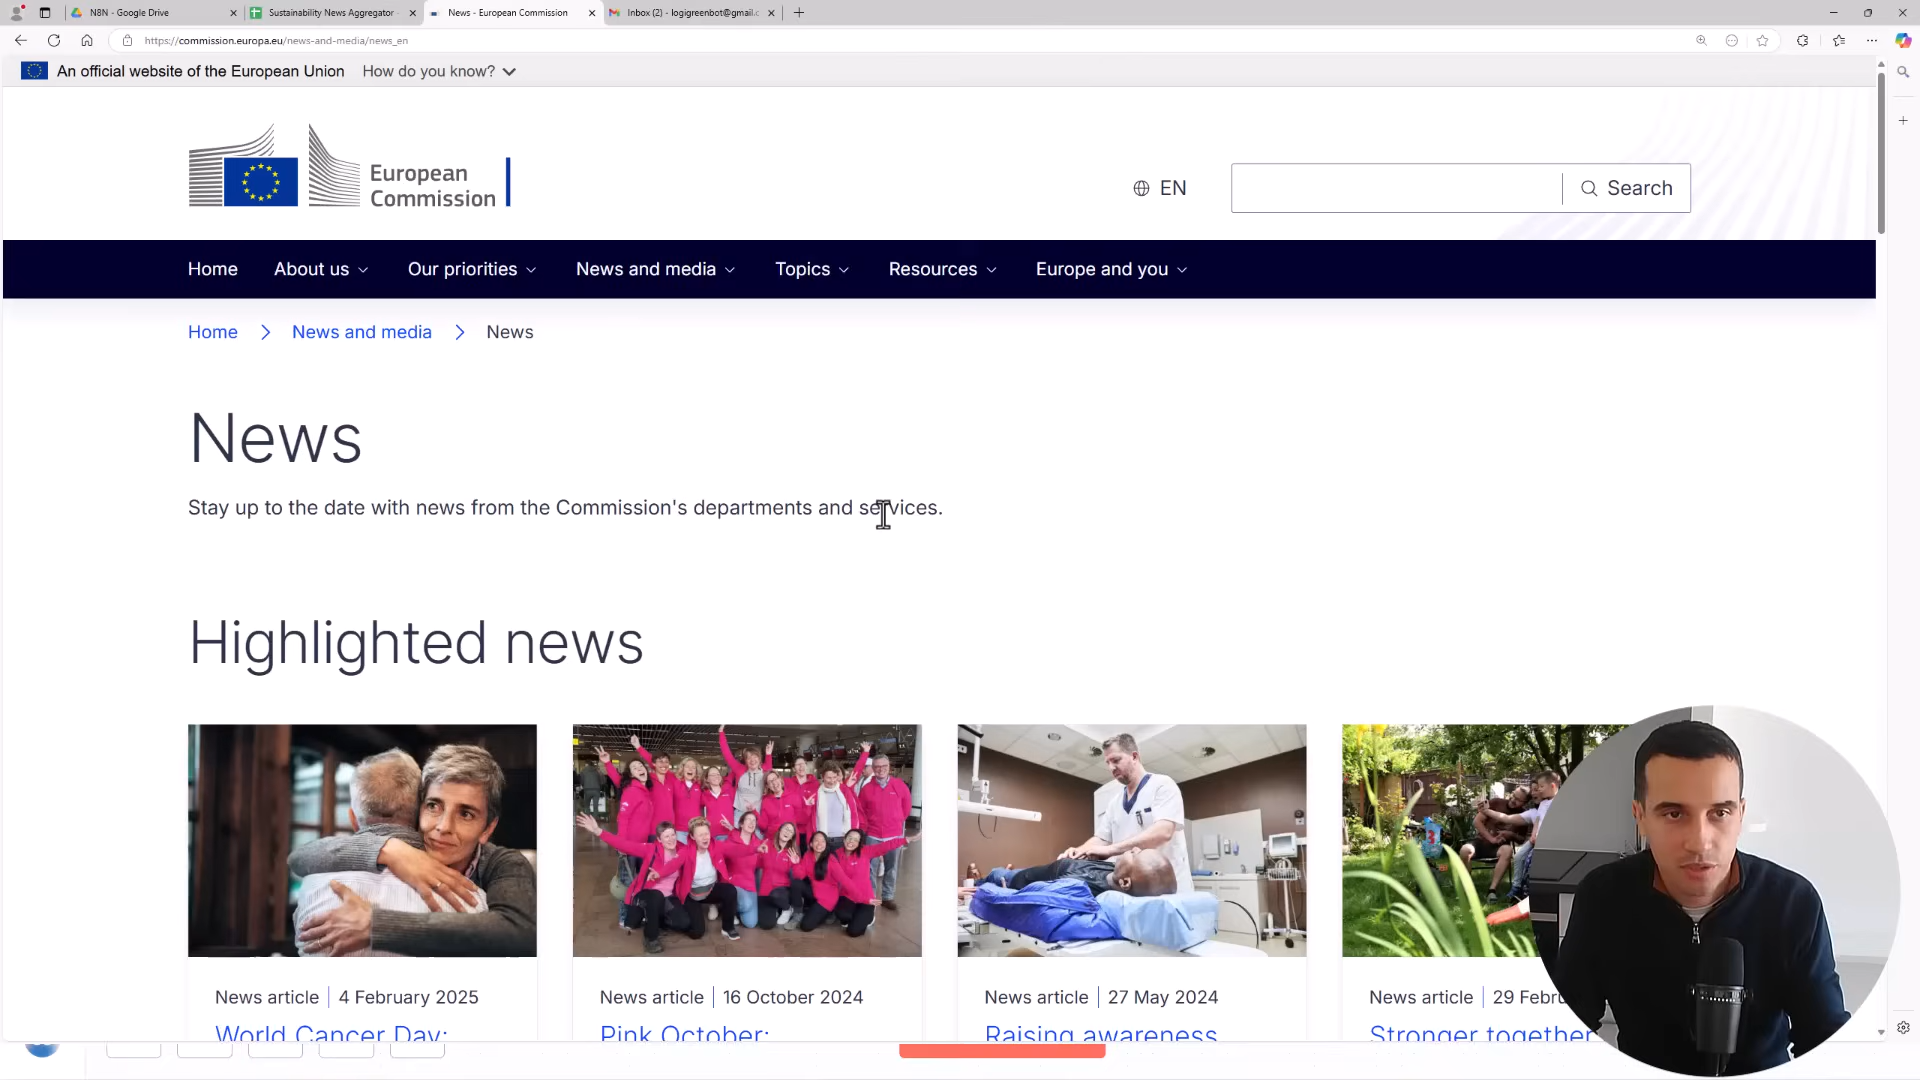 N8N - Google Drive
Sustainability News Aggregator
News - European Commission
Inbox (2) - logigreenbot@gmail.c
https://commission.europa.eu/news-and-media/news_en
An official website of the European Union How do you know?
European
Commission
EN
Search
Home About us Our priorities News and media Topics Resources Europe and you
Home News and media News
News
Stay up to the date with news from the Commission's departments and services.
Highlighted news
News article 4 February 2025
World Cancer Day:
News article 16 October 2024
Pink October:
News article 27 May 2024
Raising awareness
News article 29 Febru
Stronger together